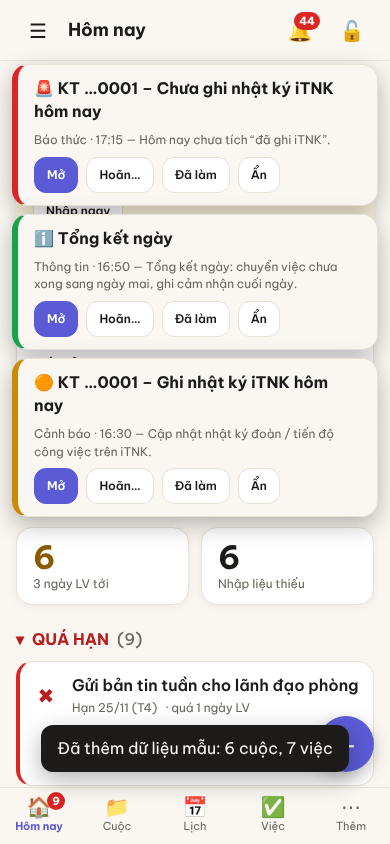 Hôm nay
44
KT …0001 – Chưa ghi nhật ký iTNK
hôm nay
Báo thức · 17:15 — Hôm nay chưa tích “đã ghi iTNK”.
Mở
Hoãn…
Đã làm
Ẩn
Nhập ngay
Tổng kết ngày
Thông tin · 16:50 — Tổng kết ngày: chuyển việc chưa
xong sang ngày mai, ghi cảm nhận cuối ngày.
Mở
Hoãn…
Đã làm
Ẩn
KT …0001 – Ghi nhật ký iTNK hôm
nay
Cảnh báo · 16:30 — Cập nhật nhật ký đoàn / tiến độ
công việc trên iTNK.
Mở
Hoãn…
Đã làm
Ẩn
6
3 ngày LV tới
6
Nhập liệu thiếu
▼ QUÁ HẠN (9)
Gửi bản tin tuần cho lãnh đạo phòng
Hạn 25/11 (T4) · quá 1 ngày LV
Đã thêm dữ liệu mẫu: 6 cuộc, 7 việc
9
Hôm nay
Cuộc
Lịch
Việc
Thêm